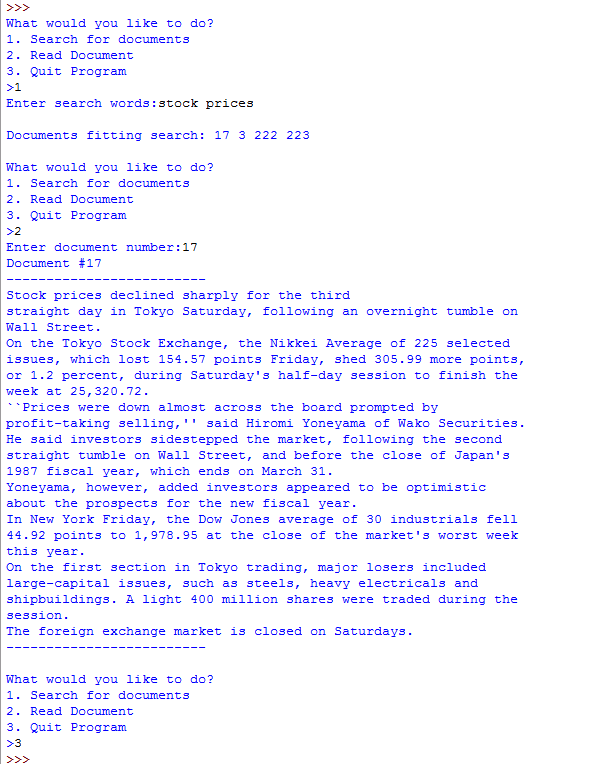 >>>
What would you like to do?
1. Search for documents
2. Read Document
3. Quit Program
>1
Enter search words:stock prices
Documents fitting search: 17 3 222 223
What would you like to do?
1. Search for documents
2. Read Document
3. Quit Program
>2
Enter document number:17
Document #17
-------------------------
Stock prices declined sharply for the third
straight day in Tokyo Saturday, following an overnight tumble on
Wall Street.
On the Tokyo Stock Exchange, the Nikkei Average of 225 selected
issues, which lost 154.57 points Friday, shed 305.99 more points,
or 1.2 percent, during Saturday's half-day session to finish the
week at 25,320.72.
``Prices were down almost across the board prompted by
profit-taking selling,'' said Hiromi Yoneyama of Wako Securities.
He said investors sidestepped the market, following the second
straight tumble on Wall Street, and before the close of Japan's
1987 fiscal year, which ends on March 31.
Yoneyama, however, added investors appeared to be optimistic
about the prospects for the new fiscal year.
In New York Friday, the Dow Jones average of 30 industrials fell
44.92 points to 1,978.95 at the close of the market's worst week
this year.
On the first section in Tokyo trading, major losers included
large-capital issues, such as steels, heavy electricals and
shipbuildings. A light 400 million shares were traded during the
session.
The foreign exchange market is closed on Saturdays.
-------------------------
What would you like to do?
1. Search for documents
2. Read Document
3. Quit Program
>3
>>>